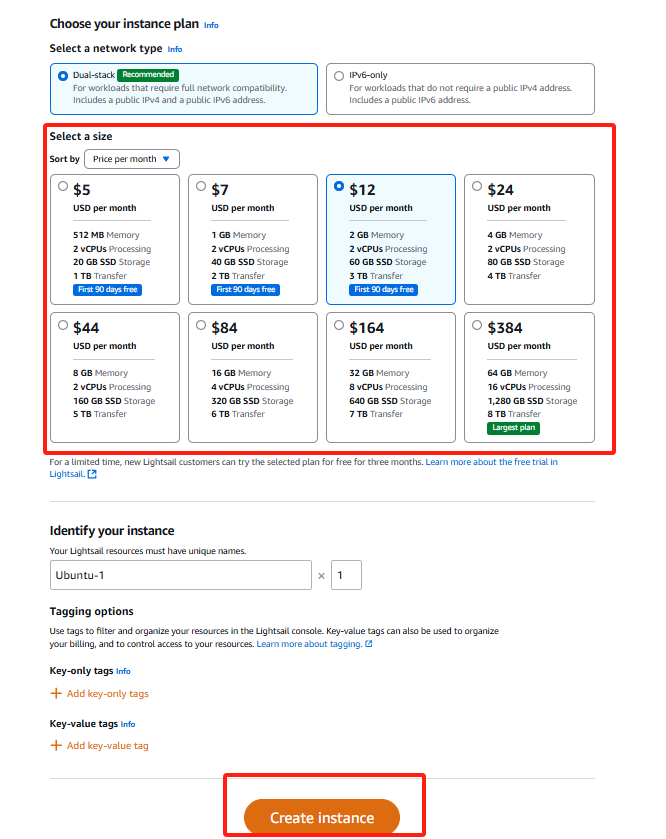 Choose your instance plan Info
Select a network type Info
Dual-stack Recommended
For workloads that require full network compatibility.
Includes a public IPv4 and a public IPv6 address.
IPv6-only
For workloads that do not require a public IPv4 address.
Includes a public IPv6 address.
Select a size
Sort by Price per month
$5
USD per month
512 MB Memory
2 vCPUs Processing
20 GB SSD Storage
1 TB Transfer
First 90 days free
$7
USD per month
1 GB Memory
2 vCPUs Processing
40 GB SSD Storage
2 TB Transfer
First 90 days free
$12
USD per month
2 GB Memory
2 vCPUs Processing
60 GB SSD Storage
3 TB Transfer
First 90 days free
$24
USD per month
4 GB Memory
2 vCPUs Processing
80 GB SSD Storage
4 TB Transfer
$44
USD per month
8 GB Memory
2 vCPUs Processing
160 GB SSD Storage
5 TB Transfer
$84
USD per month
16 GB Memory
4 vCPUs Processing
320 GB SSD Storage
6 TB Transfer
$164
USD per month
32 GB Memory
8 vCPUs Processing
640 GB SSD Storage
7 TB Transfer
$384
USD per month
64 GB Memory
16 vCPUs Processing
1,280 GB SSD Storage
8 TB Transfer
Largest plan
For a limited time, new Lightsail customers can try the selected plan for free for three months. Learn more about the free trial in
Lightsail.
Identify your instance
Your Lightsail resources must have unique names.
Ubuntu-1 × 1
Tagging options
Use tags to filter and organize your resources in the Lightsail console. Key-value tags can also be used to organize
your billing, and to control access to your resources. Learn more about tagging.
Key-only tags Info
+ Add key-only tags
Key-value tags Info
+ Add key-value tag
Create instance